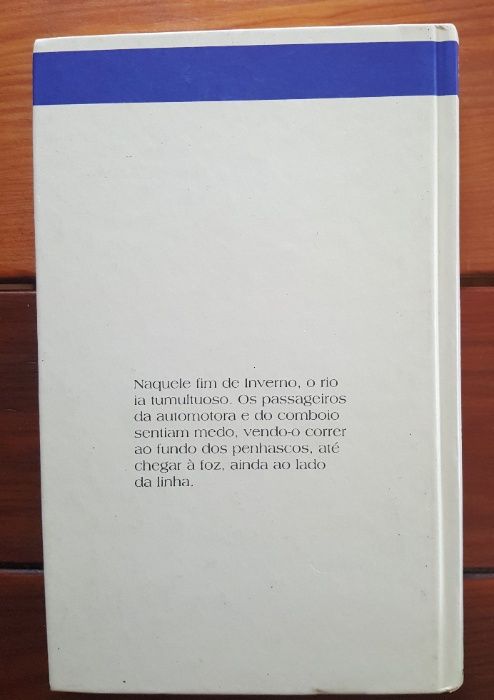 Naquele fim de Inverno, o rio
ia tumultuoso. Os passageiros
da automotora e do comboio
sentiam medo, vendo-o correr
ao fundo dos penhascos, até
chegar à foz, ainda ao lado
da linha.